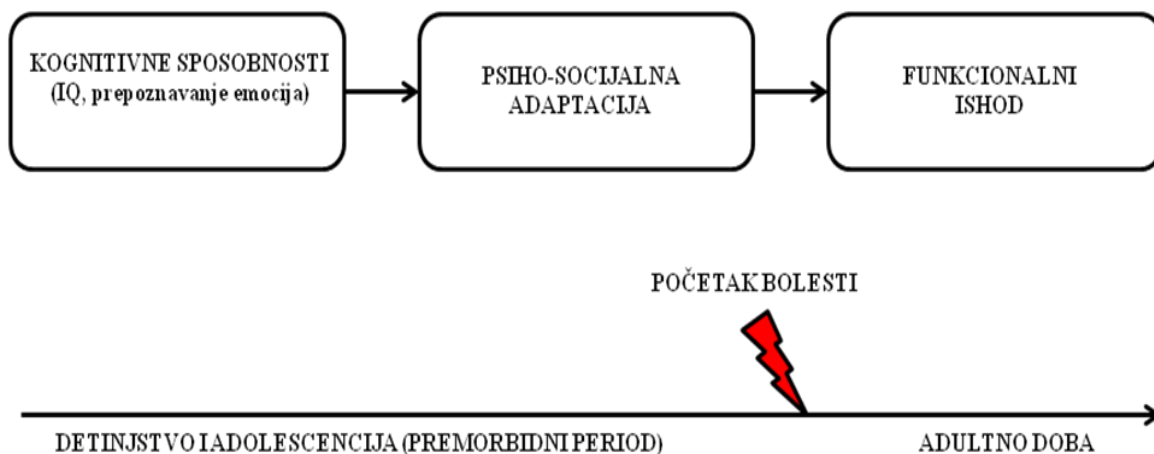 KOGNITIVNE SPOSOBNOSTI
(IQ, prepoznavanje emocija)
PSIHO-SOCIJALNA
ADAPTACIJA
FUNKCIONALNI
ISHOD
POČETAK BOLESTI
DETINJSTVO I ADOLESCENCIJA (PREMORBIDNI PERIOD)
ADULTNO DOBA